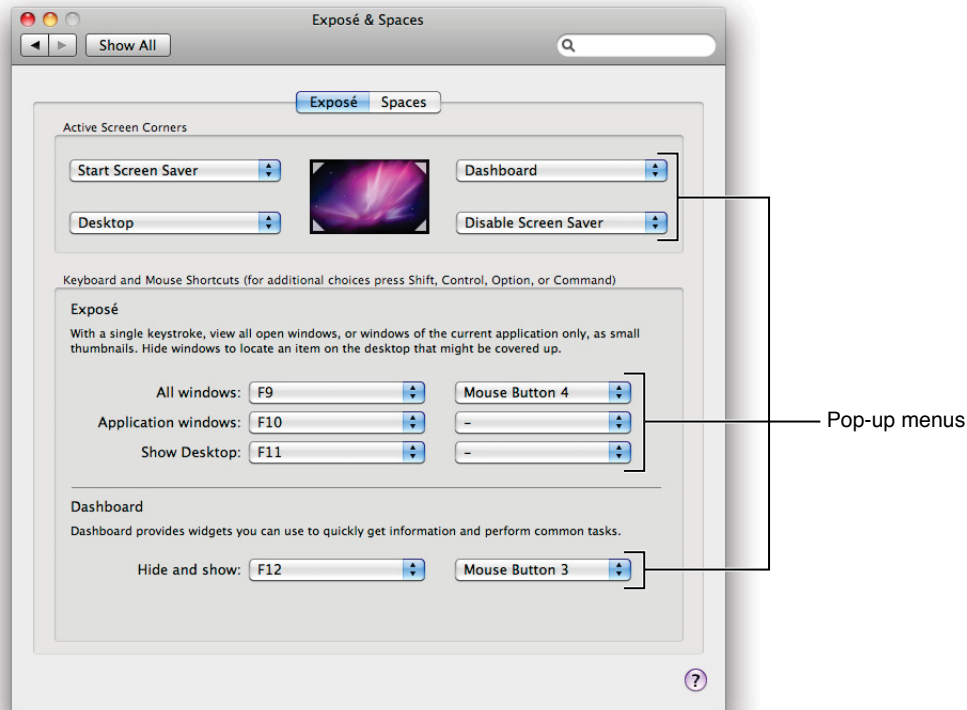 Exposé & Spaces
Show All
Exposé Spaces
Active Screen Corners
Start Screen Saver
Dashboard
Desktop
Disable Screen Saver
Keyboard and Mouse Shortcuts (for additional choices press Shift, Control, Option, or Command)
Exposé
With a single keystroke, view all open windows, or windows of the current application only, as small
thumbnails. Hide windows to locate an item on the desktop that might be covered up.
All windows: F9 Mouse Button 4
Application windows: F10 –
Pop-up menus
Show Desktop: F11 –
Dashboard
Dashboard provides widgets you can use to quickly get information and perform common tasks.
Hide and show: F12 Mouse Button 3
?